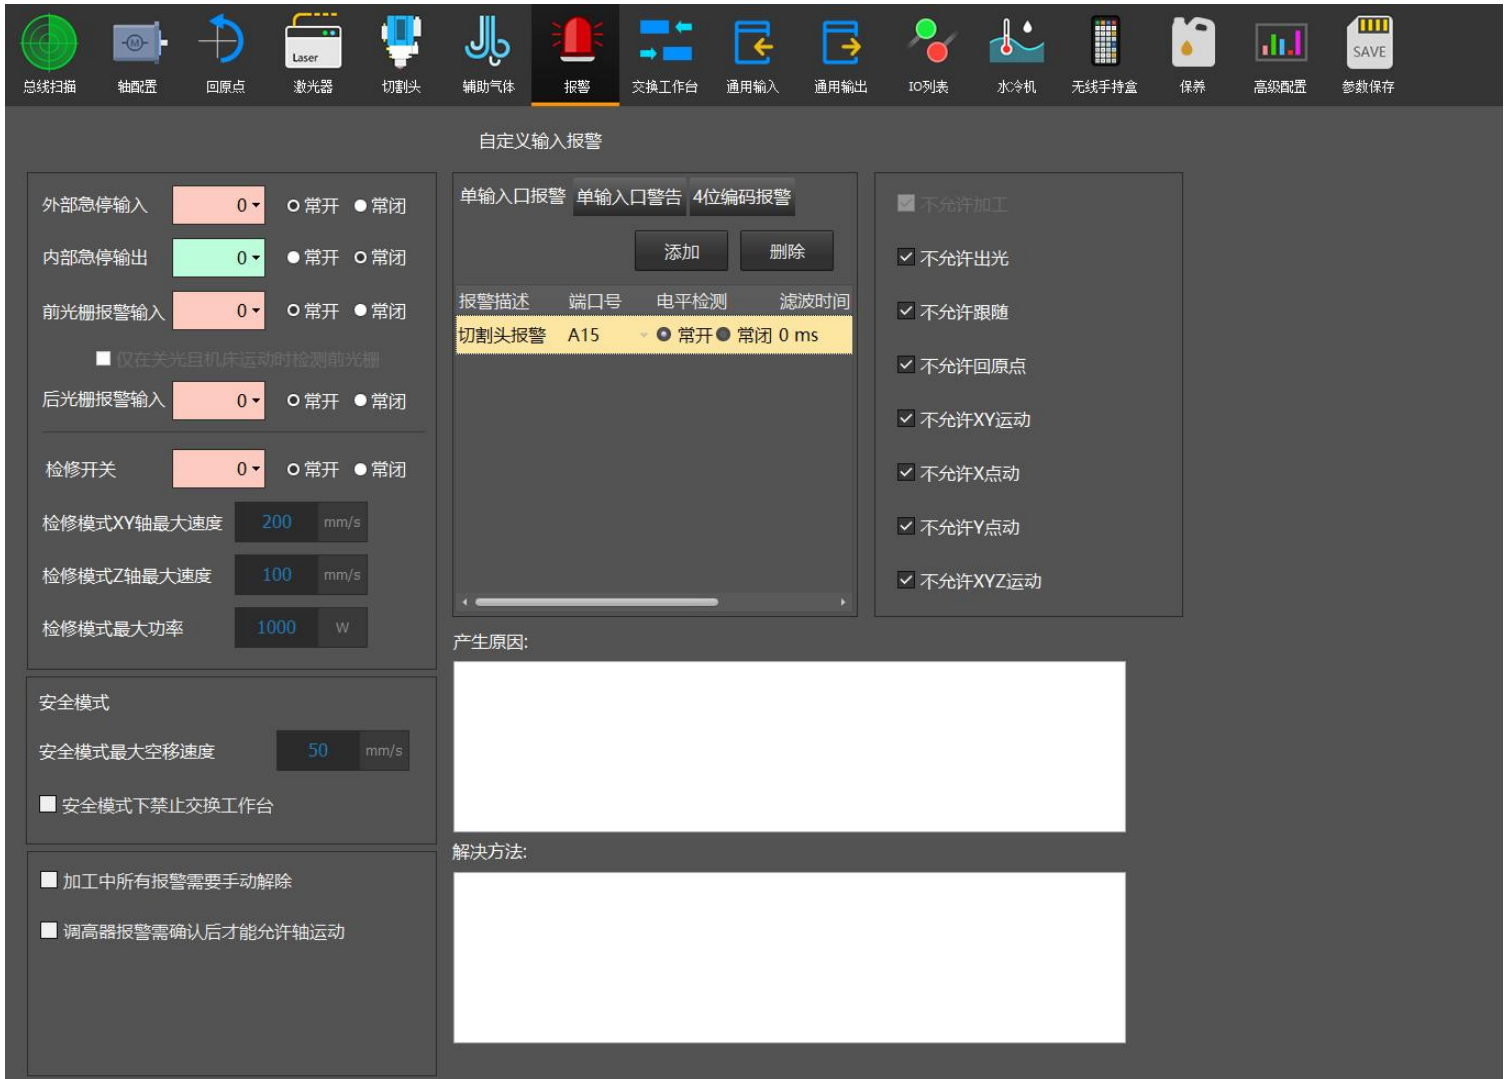 总线扫描 轴配置 回原点 Laser 激光器 切割头 辅助气体 报警 交换工作台 通用输入 通用输出 IO列表 水冷机 无线手持盒 保养 高级配置 SAVE 参数保存
自定义输入报警
外部急停输入 0 常开 常闭
内部急停输出 0 常开 常闭
前光栅报警输入 0 常开 常闭
仅在关光且机床运动时检测前光栅
后光栅报警输入 0 常开 常闭
检修开关 0 常开 常闭
检修模式XY轴最大速度 200 mm/s
检修模式Z轴最大速度 100 mm/s
检修模式最大功率 1000 W
安全模式
安全模式最大空移速度 50 mm/s
安全模式下禁止交换工作台
加工中所有报警需要手动解除
调高器报警需确认后才能允许轴运动
单输入口报警 单输入口警告 4位编码报警
添加 删除
报警描述 端口号 电平检测 滤波时间
切割头报警 A15 常开 常闭 0 ms
不允许加工
不允许出光
不允许跟随
不允许回原点
不允许XY运动
不允许X点动
不允许Y点动
不允许XYZ运动
产生原因:
解决方法: